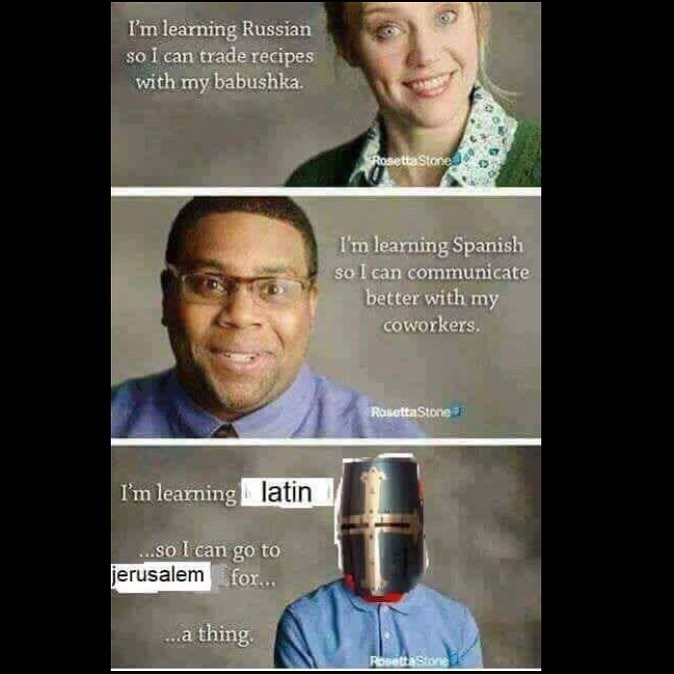 I'm learning Russian
so I can trade recipes
with my babushka.
RosettaStone
I'm learning Spanish
so I can communicate
better with my
coworkers.
RosettaStone
I'm learning latin
...so I can go to
jerusalem for...
...a thing.
RosettaStone